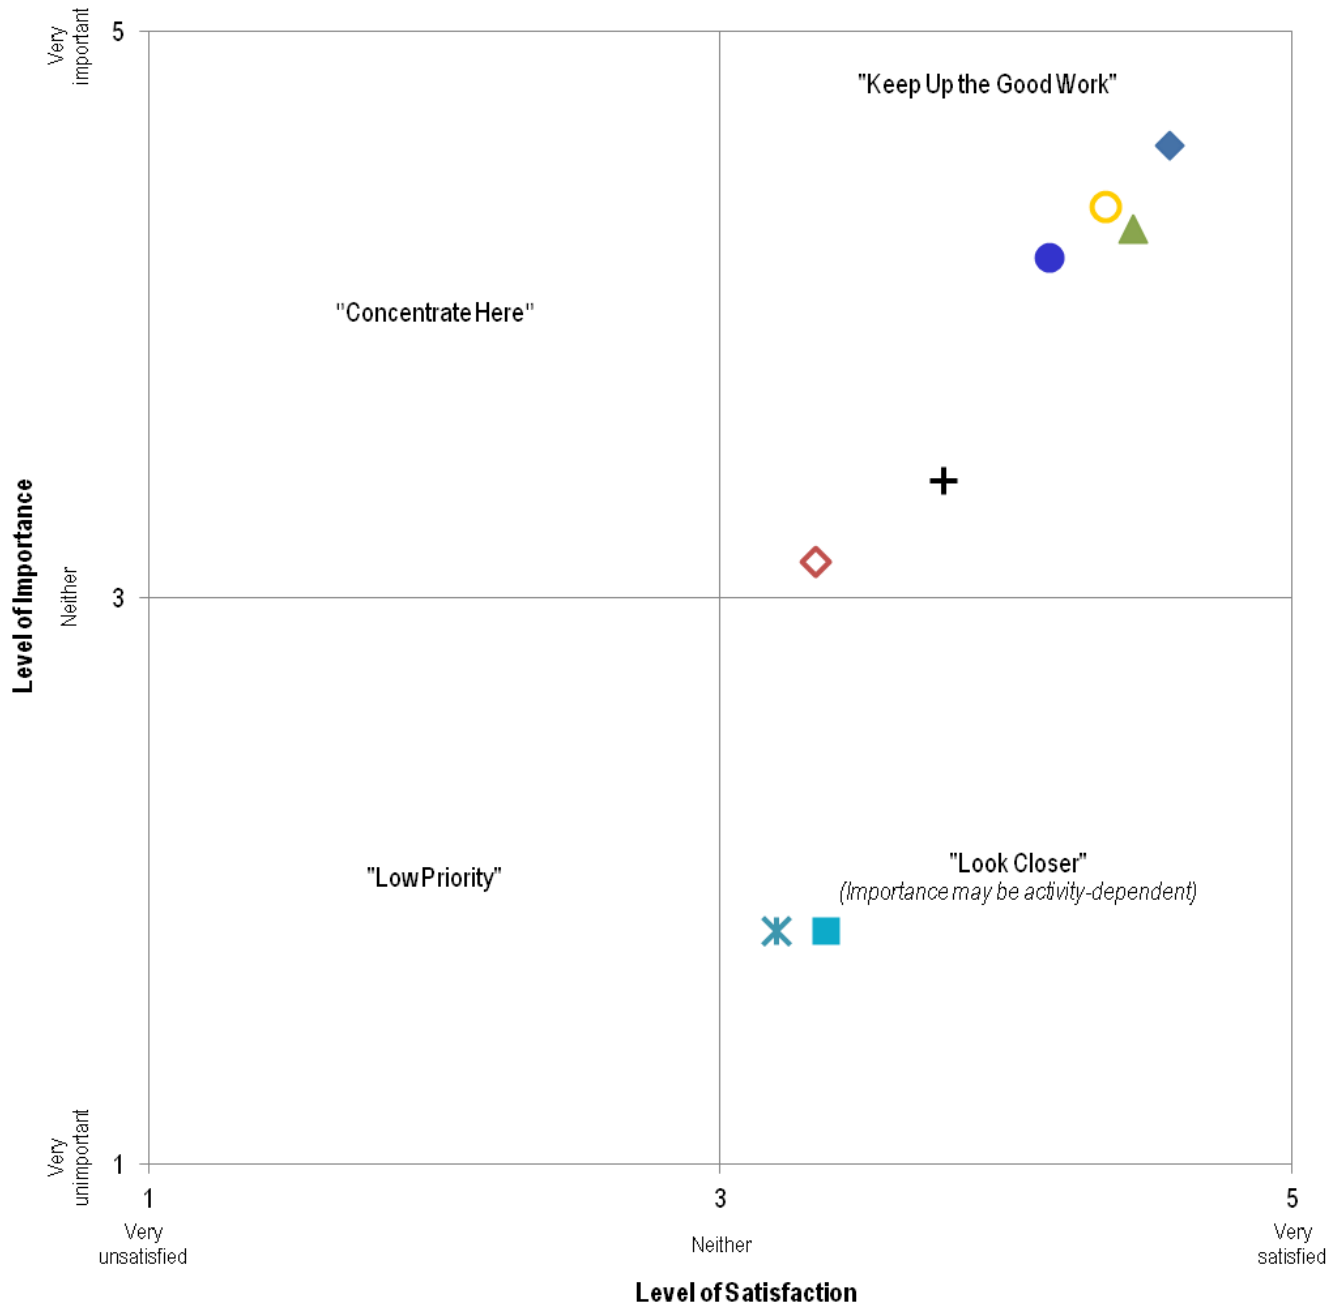 Very
important
5
"Keep Up the Good Work"
"Concentrate Here"
Level of Importance
Neither
3
"Low Priority"
"Look Closer"
(Importance may be activity-dependent)
Very
unimportant
1
1
3
5
Very
unsatisfied
Neither
Very
satisfied
Level of Satisfaction